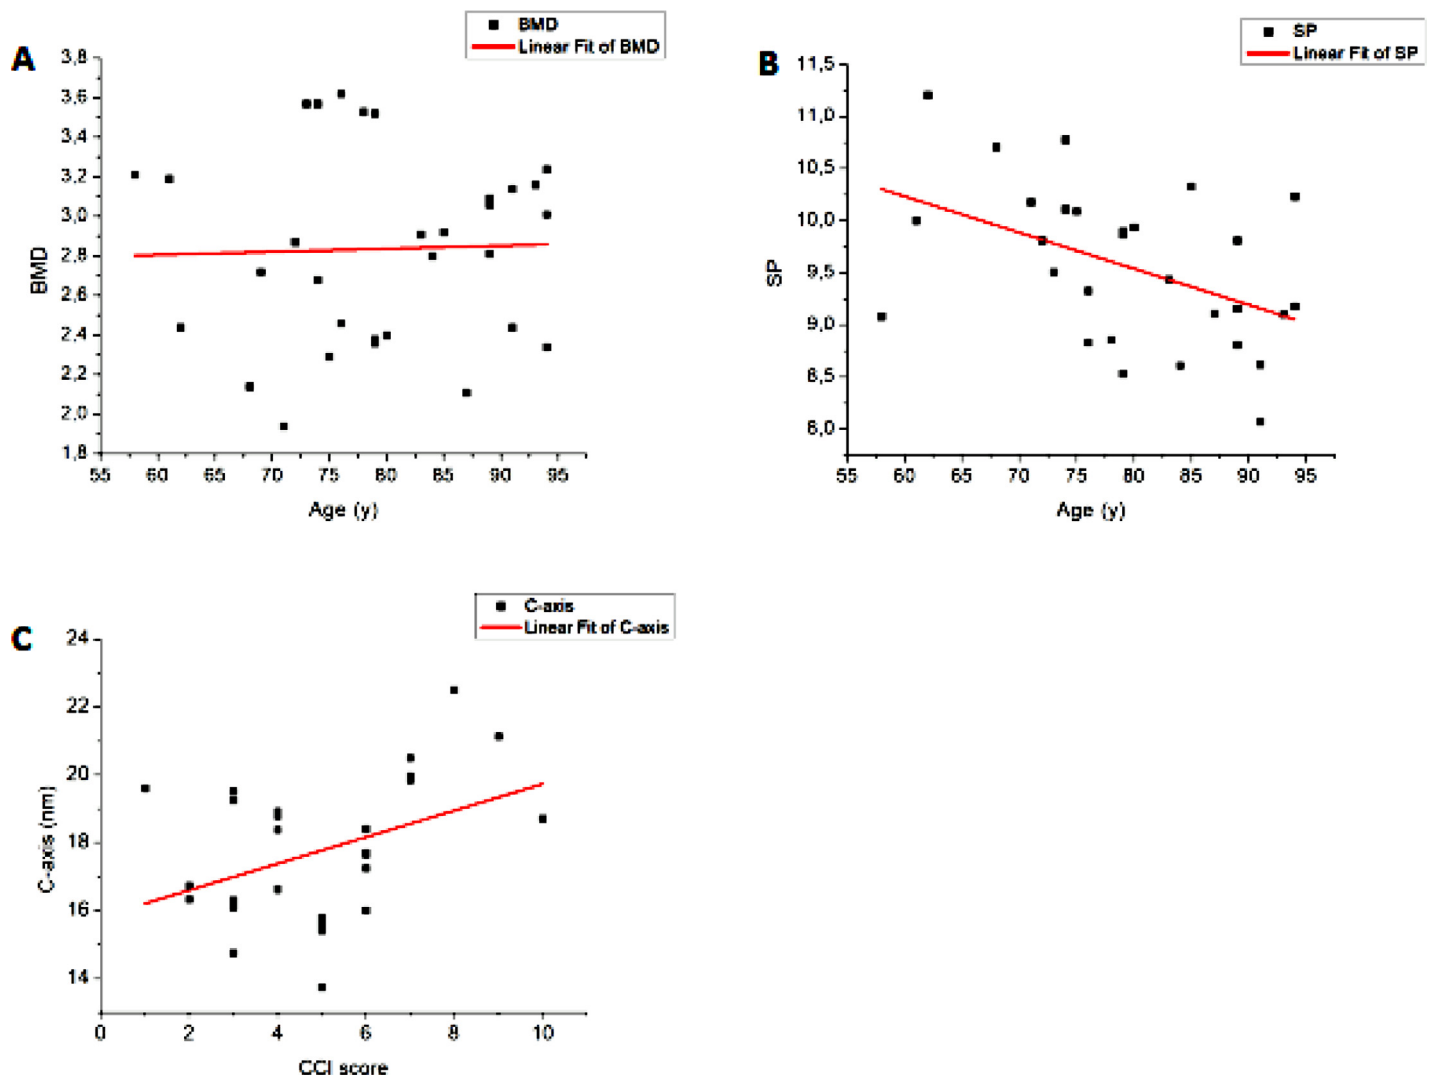 A
BMD
Linear Fit of BMD
3,8
3,6
3,4
3,2
3,0
2,8
2,6
2,4
2,2
2,0
1,8
BMD
55 60 65 70 75 80 85 90 95
Age (y)
B
SP
Linear Fit of SP
11,5
11,0
10,5
10,0
9,5
9,0
8,5
8,0
SP
55 60 65 70 75 80 85 90 95
Age (y)
C
C-axis
Linear Fit of C-axis
24
22
20
18
16
14
C-axis (nm)
0 2 4 6 8 10
CCI score